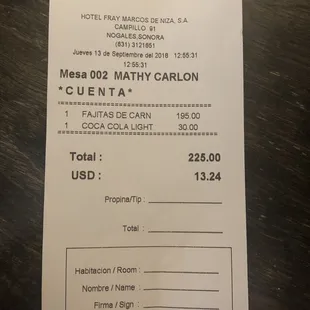 HOTEL FRAY MARCOS DE NIZA, S.A
CAMPILLO 91
NOGALES,SONORA
(631) 3121651
Jueves 13 de Septiembre del 2018 12:55:31
12:55:31
Mesa 002 MATHY CARLON
*CUENTA*
1 FAJITAS DE CARN 195.00
1 COCA COLA LIGHT 30.00
Total : 225.00
USD : 13.24
Propina/Tip :
Total :
Habitacion / Room :
Nombre / Name :
Firma / Sign :